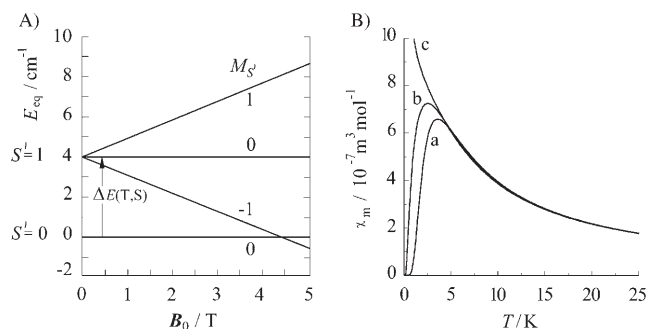 A)
E_eq / cm⁻¹
10
8
6
4
2
0
-2
S'=1
S'=0
M_S'
1
0
-1
0
ΔE(T,S)
0 1 2 3 4 5
B₀ / T
B)
χ_m / 10⁻⁷ m³ mol⁻¹
10
8
6
4
2
0
c
b
a
0 5 10 15 20 25
T/K